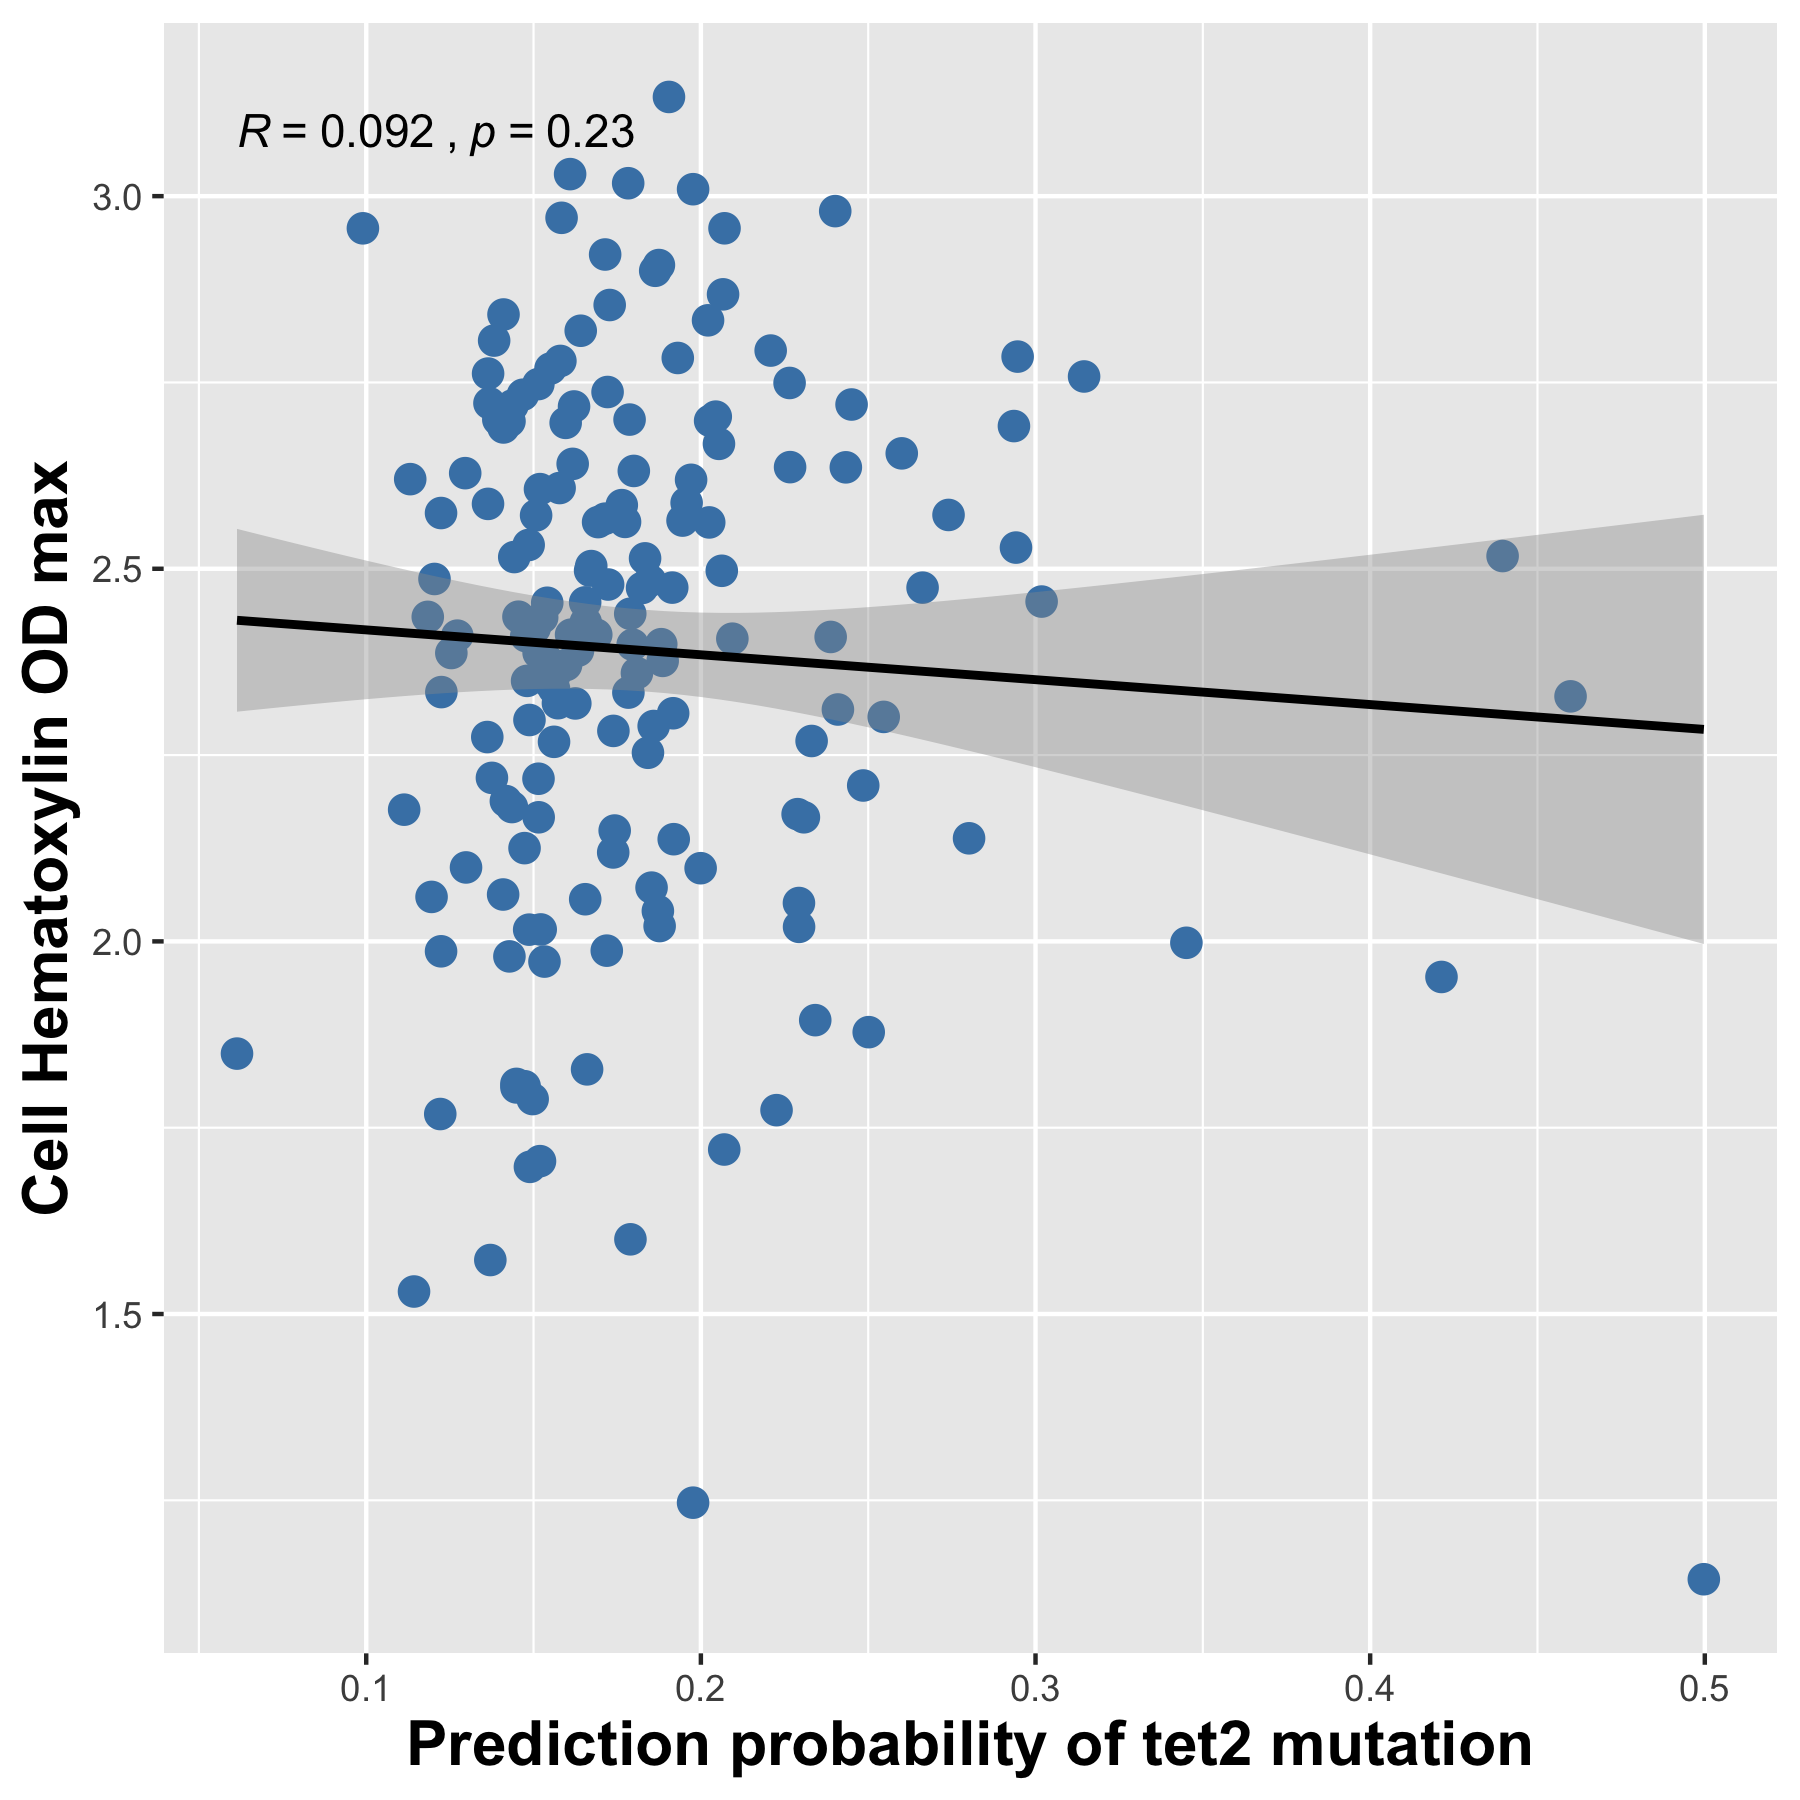 R = 0.092 , p = 0.23
3.0
2.5
2.0
1.5
Cell Hematoxylin OD max
0.1 0.2 0.3 0.4 0.5
Prediction probability of tet2 mutation